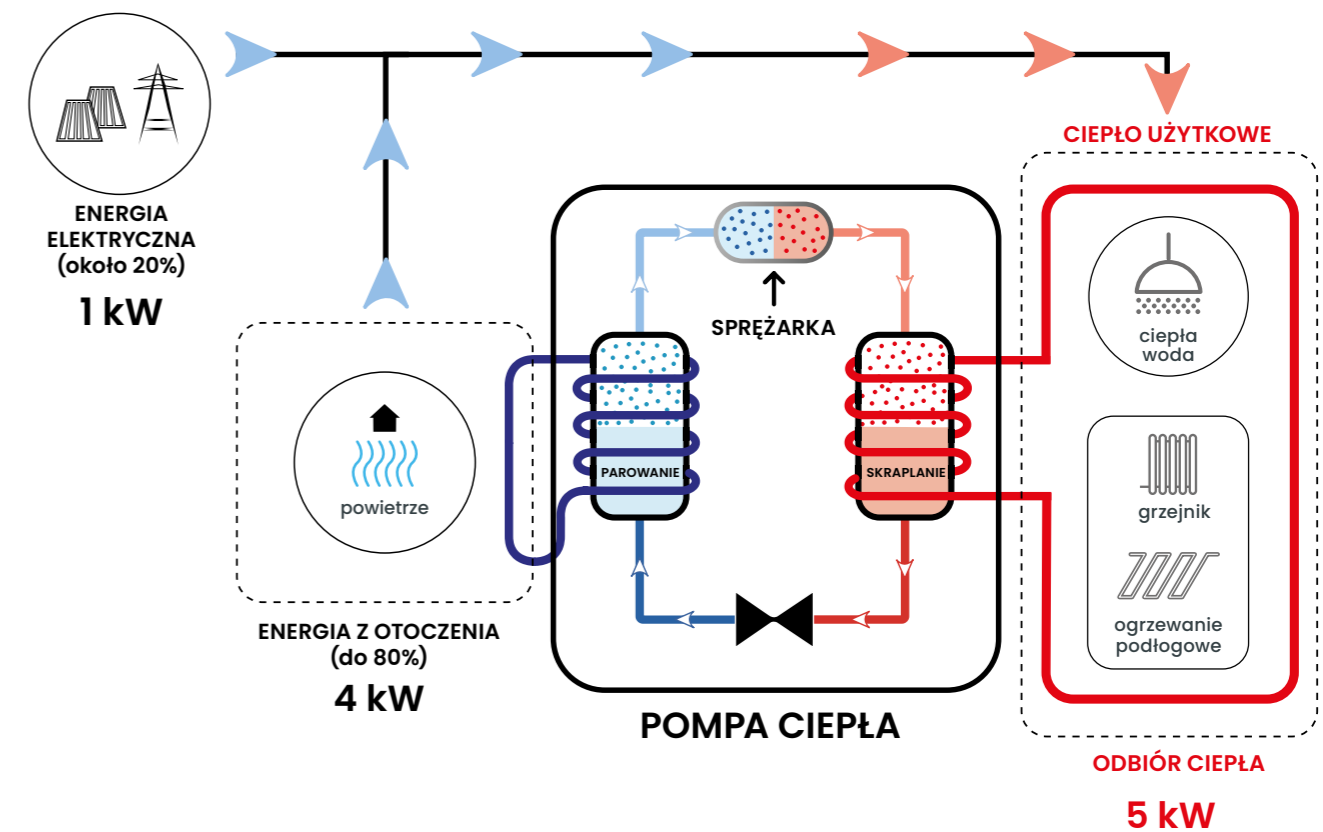 ENERGIA
ELEKTRYCZNA
(około 20%)
1 kW
powietrze
ENERGIA Z OTOCZENIA
(do 80%)
4 kW
SPRĘŻARKA
PAROWANIE
SKRAPLANIE
POMPA CIEPŁA
CIEPŁO UŻYTKOWE
ciepła
woda
grzejnik
ogrzewanie
podłogowe
ODBIÓR CIEPŁA
5 kW